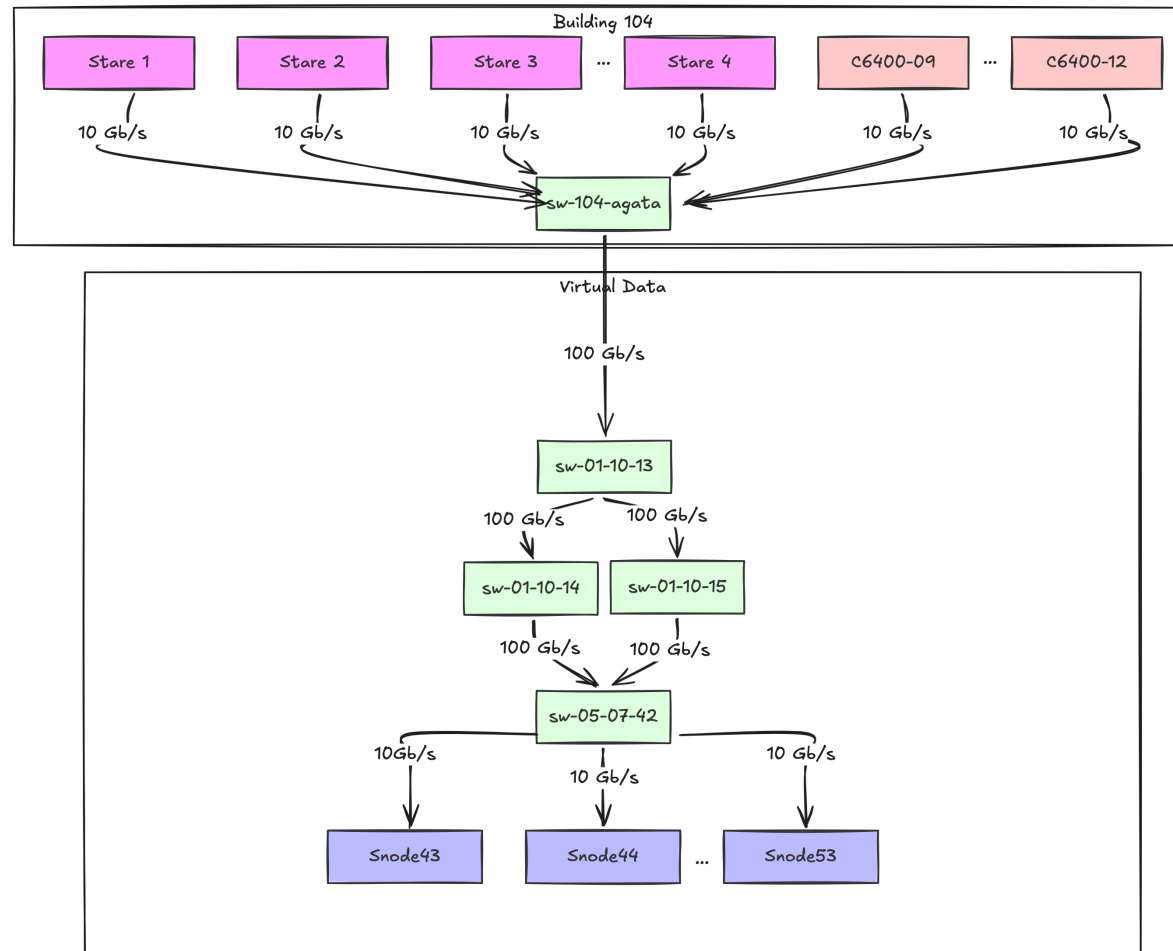 Building 104
Stare 1
Stare 2
Stare 3
...
Stare 4
C6400-09
...
C6400-12
10 Gb/s
10 Gb/s
10 Gb/s
10 Gb/s
10 Gb/s
10 Gb/s
sw-104-agata
Virtual Data
100 Gb/s
sw-01-10-13
100 Gb/s
100 Gb/s
sw-01-10-14
sw-01-10-15
100 Gb/s
100 Gb/s
sw-05-07-42
10Gb/s
10 Gb/s
10 Gb/s
Snode43
Snode44
...
Snode53